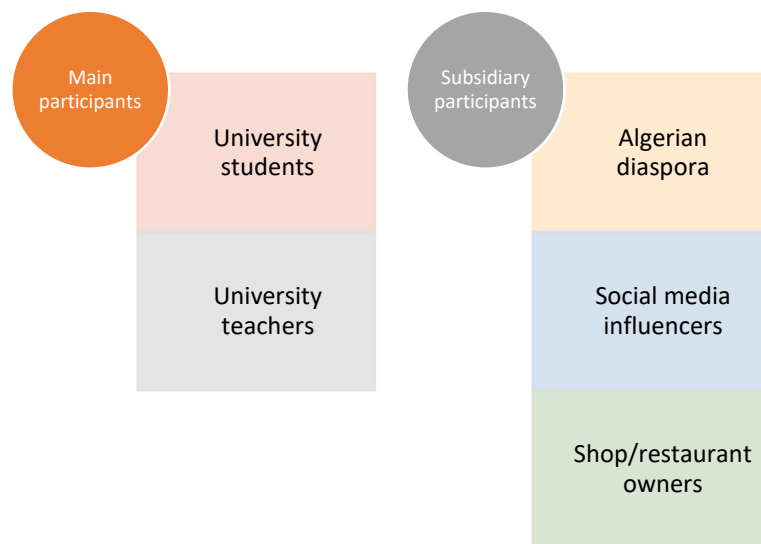 Main
participants
University
students
University
teachers
Subsidiary
participants
Algerian
diaspora
Social media
influencers
Shop/restaurant
owners